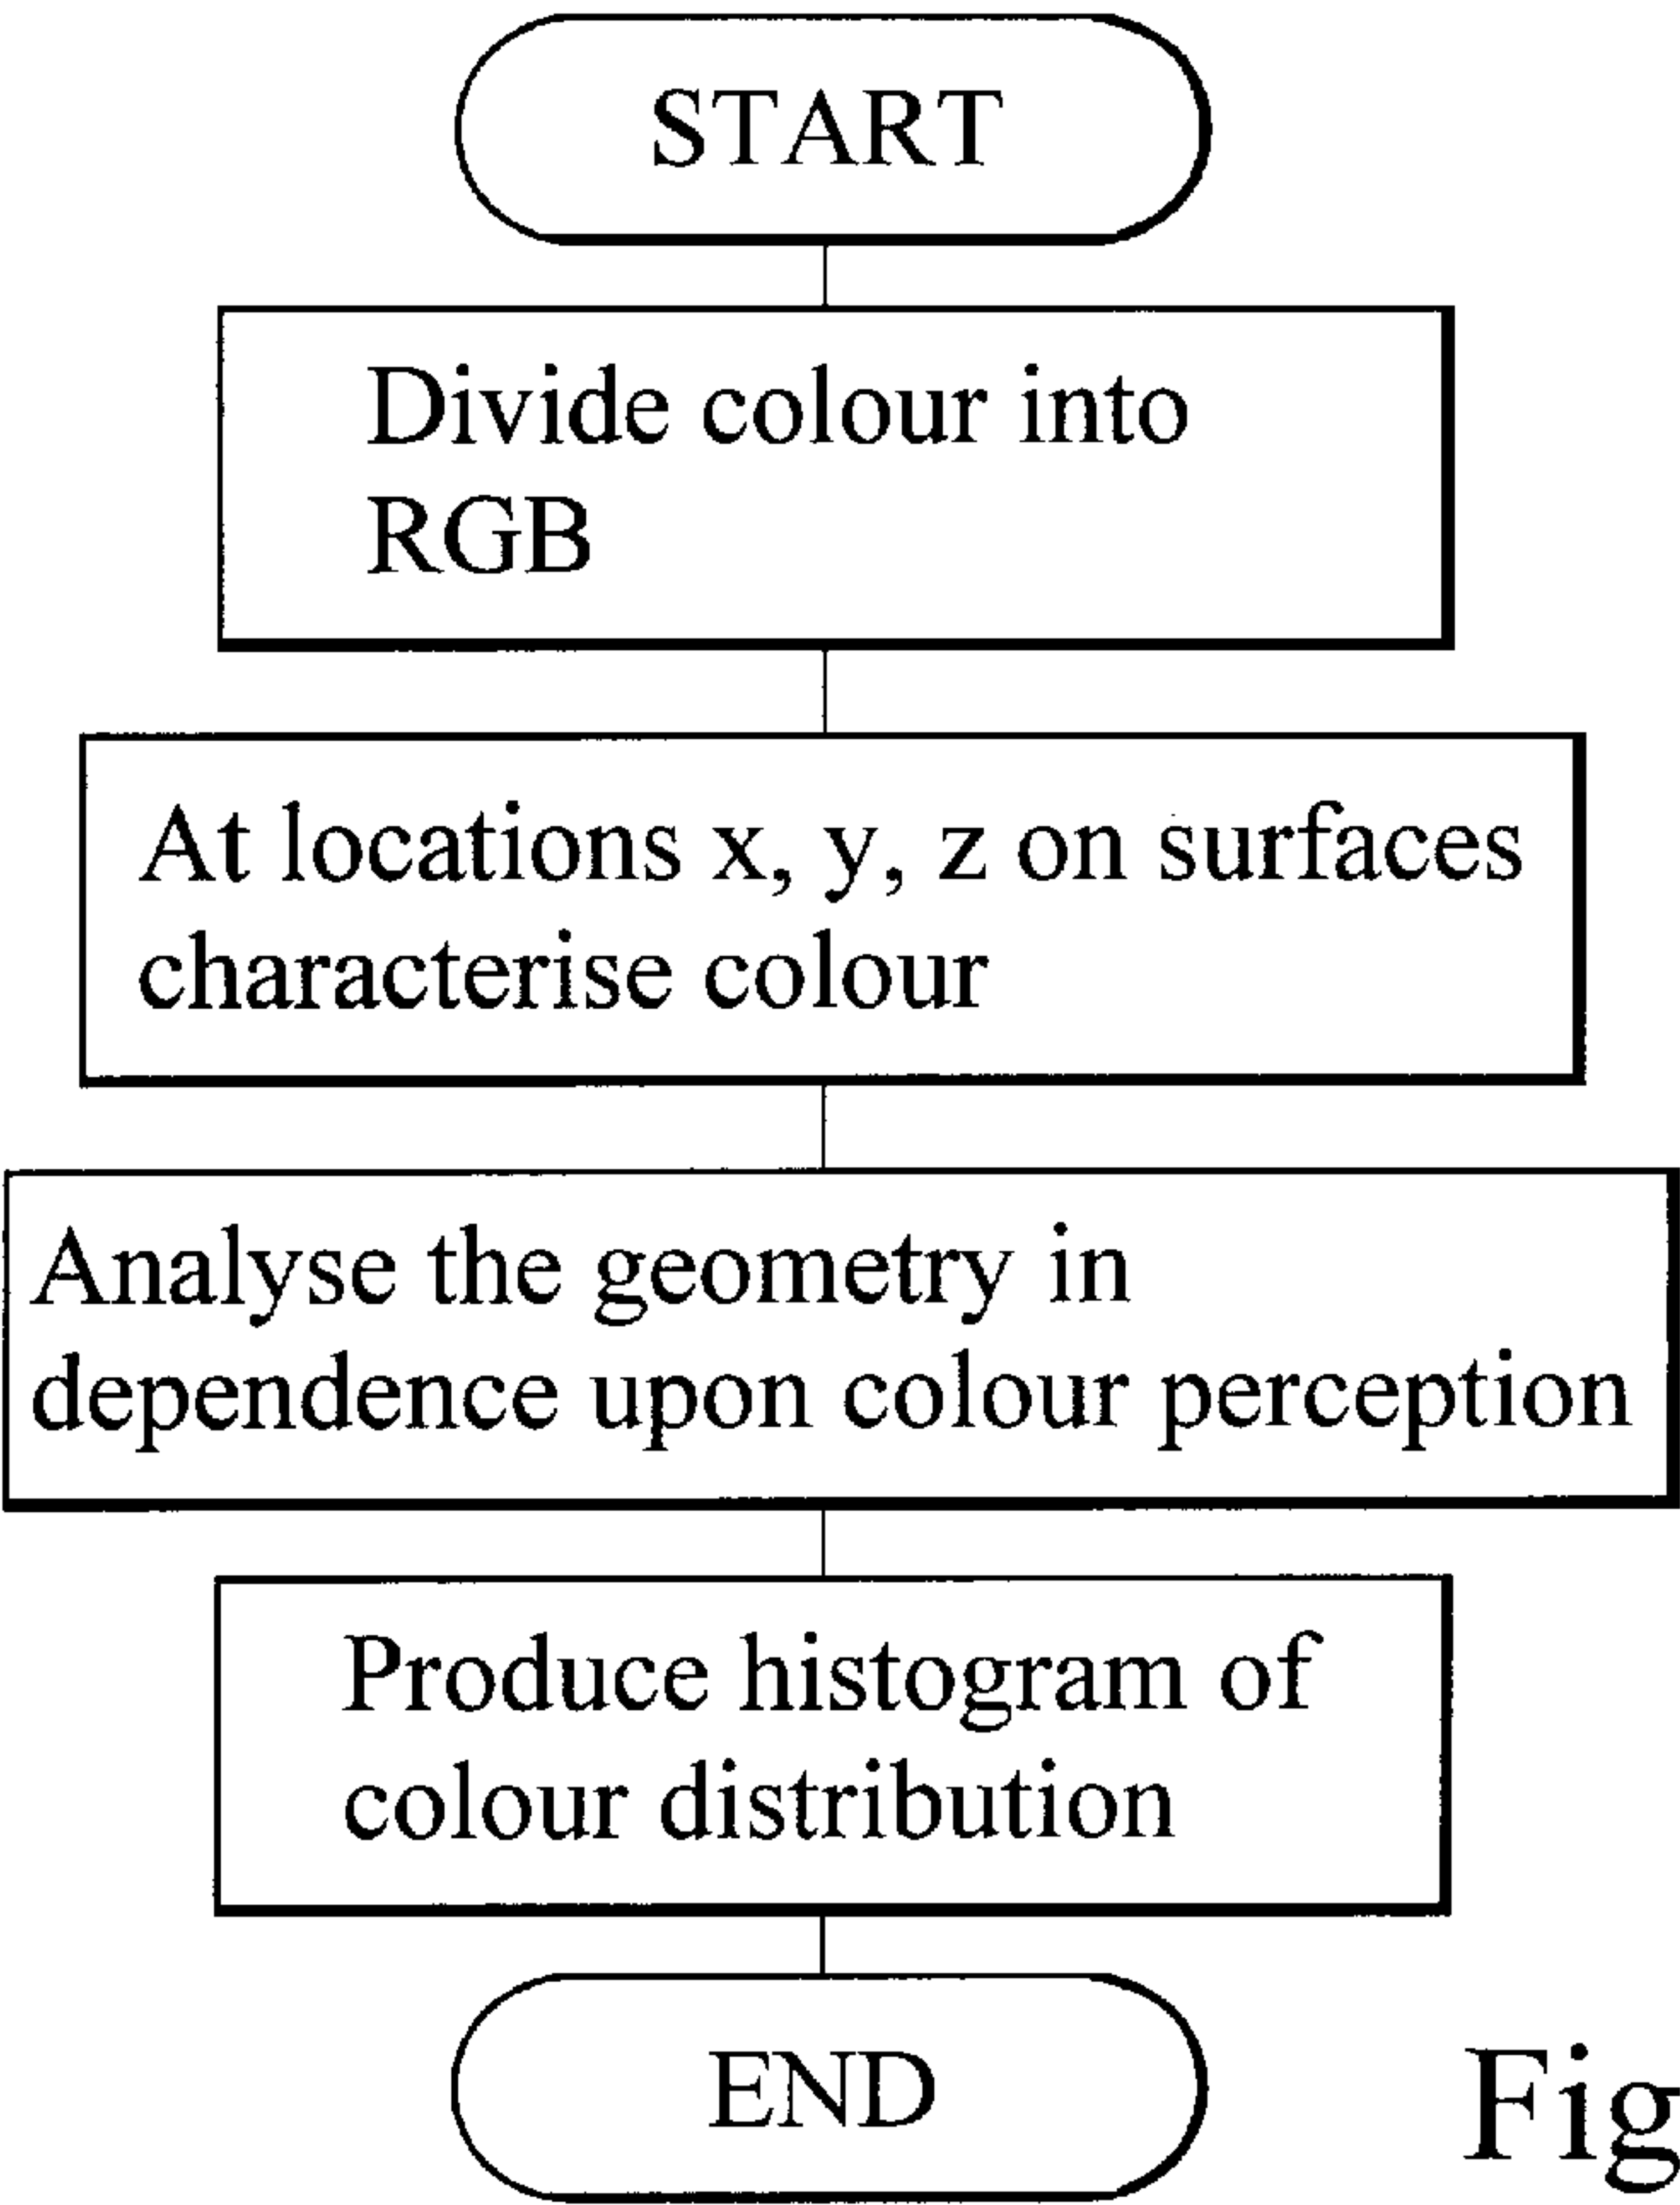 START
Divide colour into
RGB
At locations x, y, z on surfaces
characterise colour
Analyse the geometry in
dependence upon colour perception
Produce histogram of
colour distribution
END
Fig